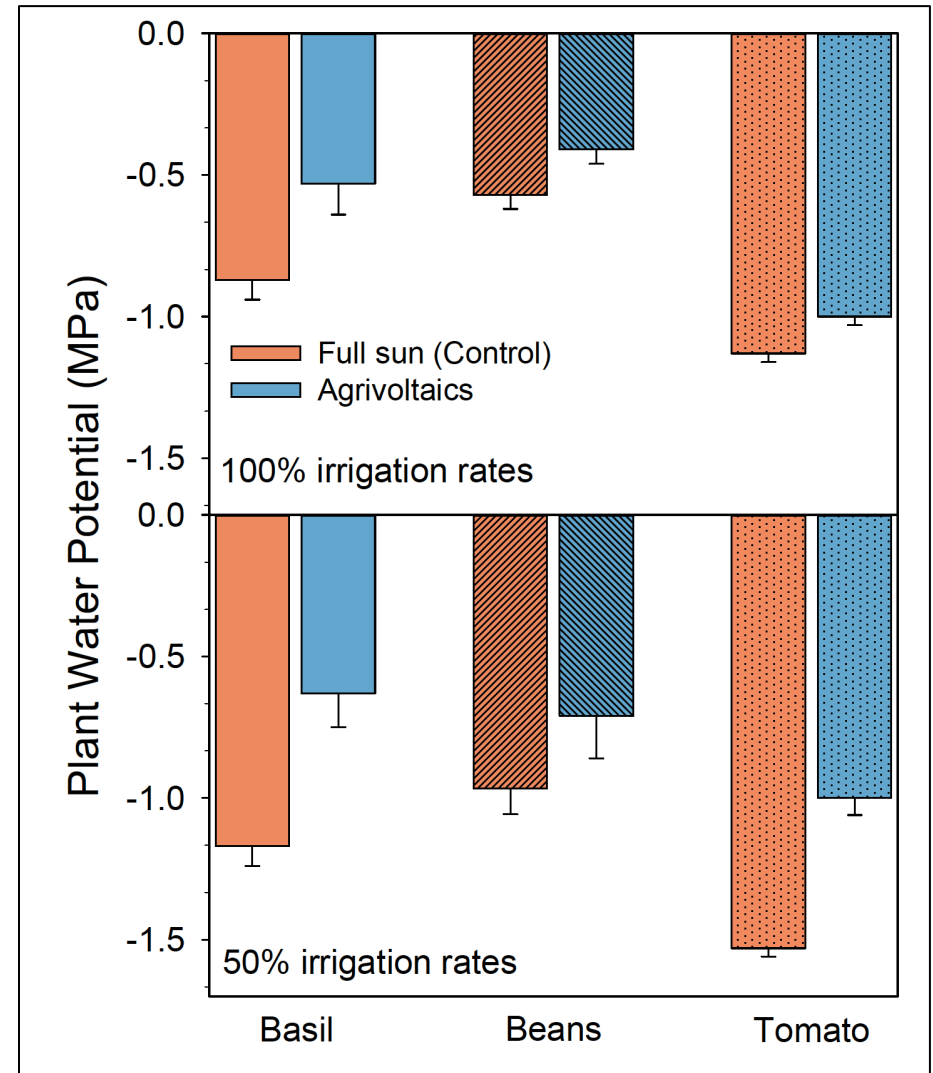 Plant Water Potential (MPa)
0.0
-0.5
-1.0
Full sun (Control)
Agrivoltaics
-1.5
100% irrigation rates
0.0
-0.5
-1.0
-1.5
50% irrigation rates
Basil Beans Tomato